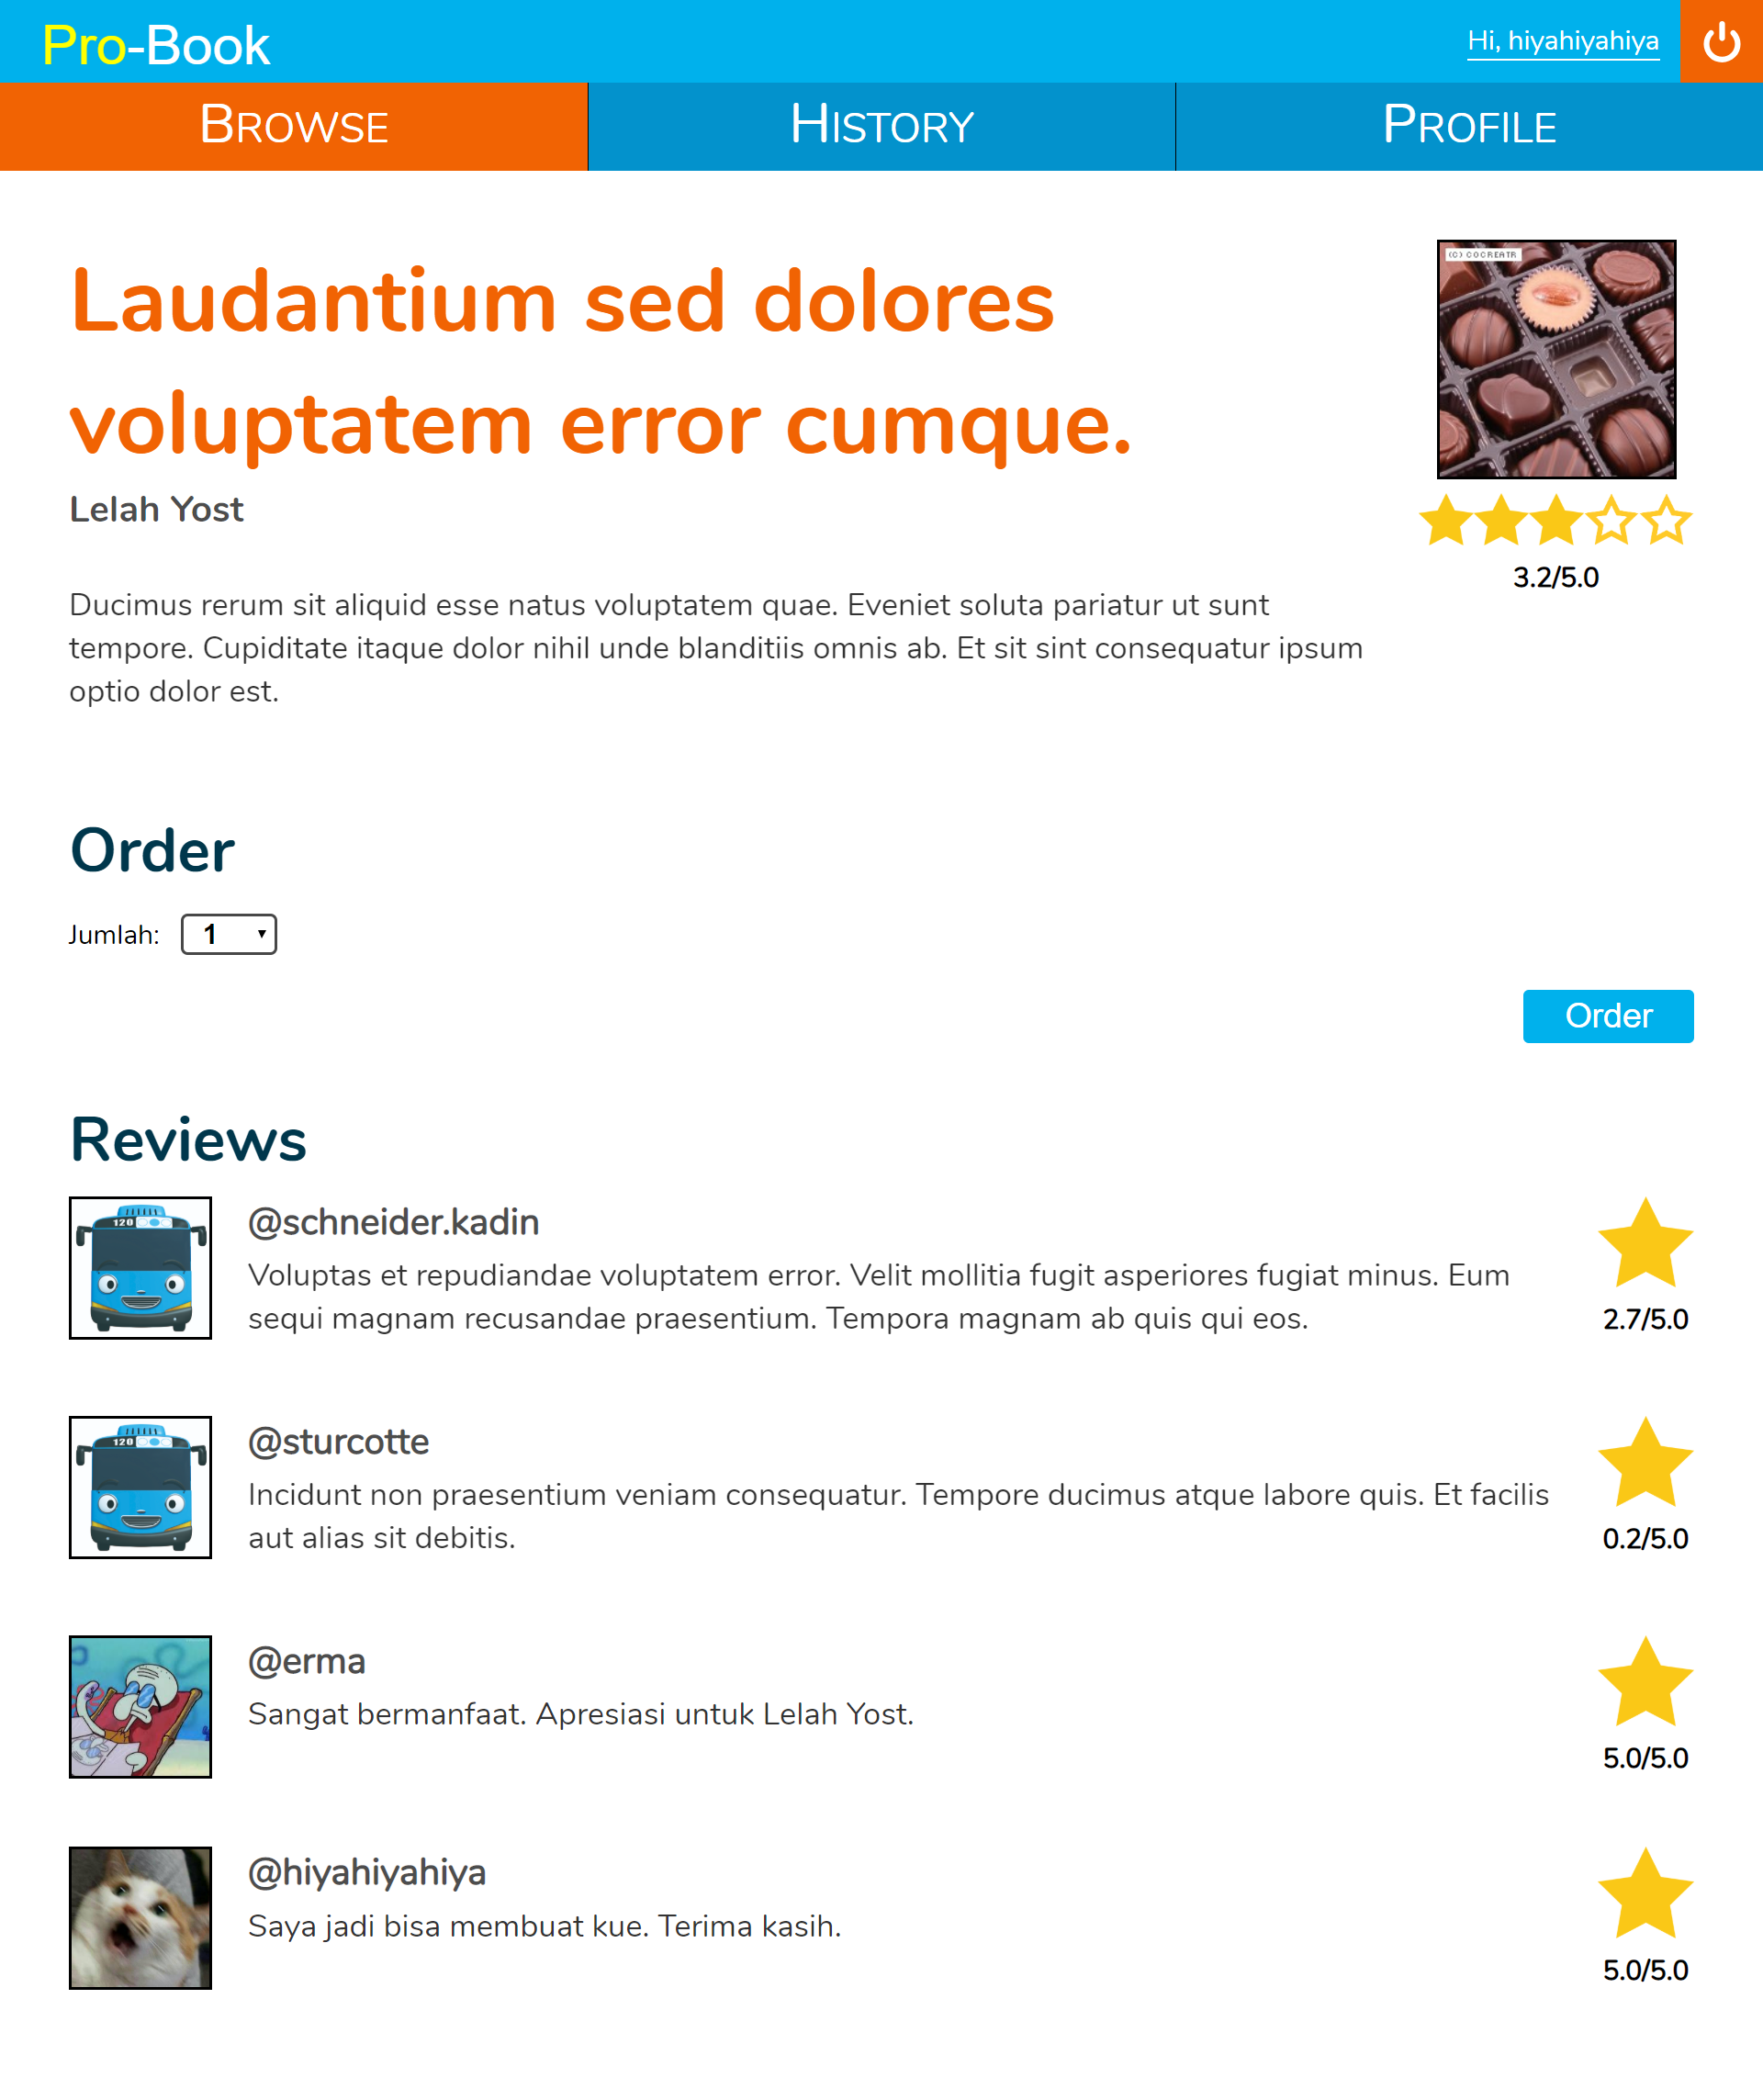 Pro-Book
Hi, hiyahiyahiya
Browse
History
Profile
Laudantium sed dolores
voluptatem error cumque.
Lelah Yost
(C) COCREATR
3.2/5.0
Ducimus rerum sit aliquid esse natus voluptatem quae. Eveniet soluta pariatur ut sunt
tempore. Cupiditate itaque dolor nihil unde blanditiis omnis ab. Et sit sint consequatur ipsum
optio dolor est.
Order
Jumlah: 1
Order
Reviews
120
@schneider.kadin
Voluptas et repudiandae voluptatem error. Velit mollitia fugit asperiores fugiat minus. Eum
sequi magnam recusandae praesentium. Tempora magnam ab quis qui eos.
2.7/5.0
120
@sturcotte
Incidunt non praesentium veniam consequatur. Tempore ducimus atque labore quis. Et facilis
aut alias sit debitis.
0.2/5.0
@erma
Sangat bermanfaat. Apresiasi untuk Lelah Yost.
5.0/5.0
@hiyahiyahiya
Saya jadi bisa membuat kue. Terima kasih.
5.0/5.0